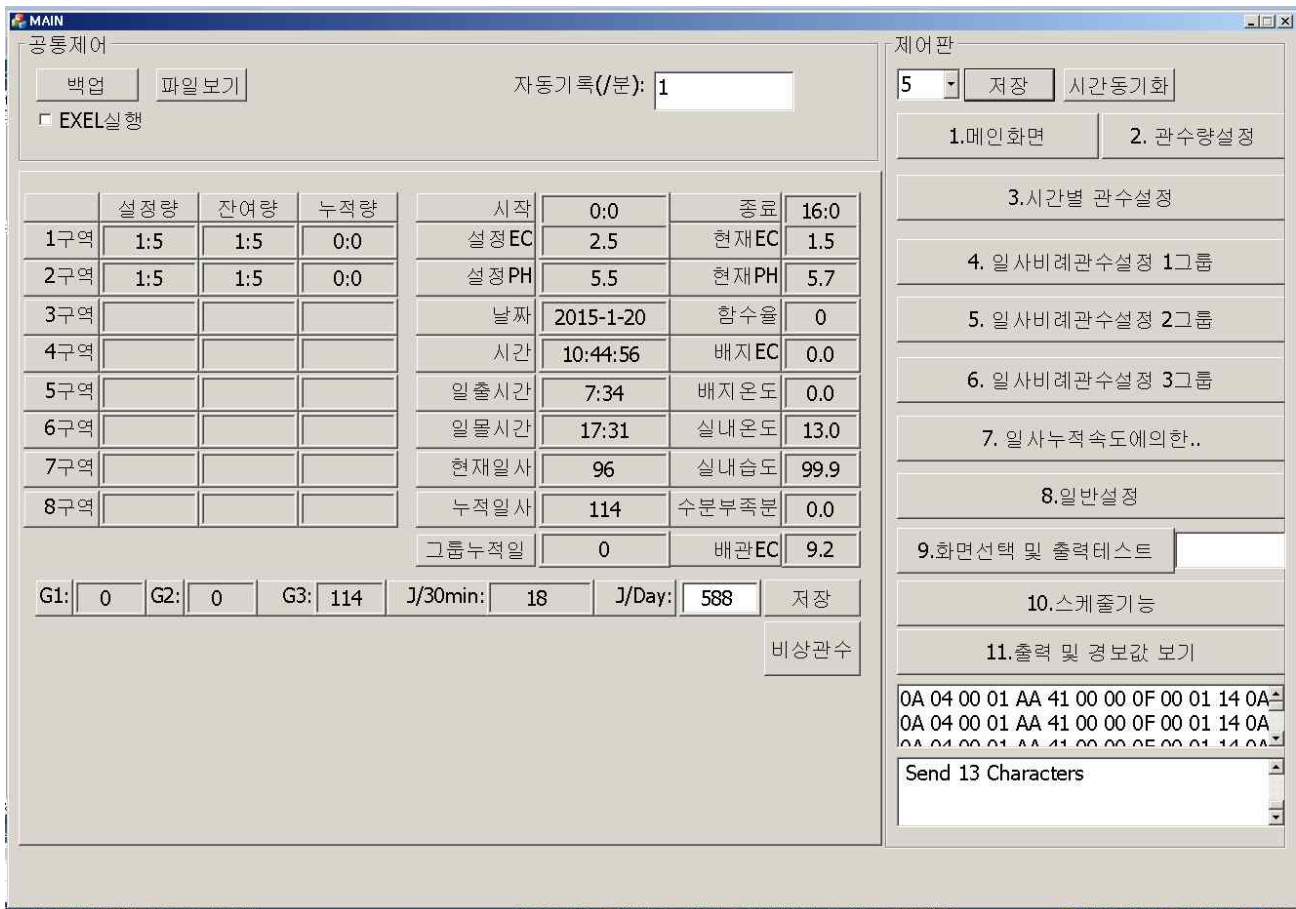 MAIN
공통제어
백업 파일보기 자동기록(/분): 1
EXEL실행
설정량 잔여량 누적량 시작 0:0 종료 16:0
1구역 1:5 1:5 0:0 설정EC 2.5 현재EC 1.5
2구역 1:5 1:5 0:0 설정PH 5.5 현재PH 5.7
3구역 날짜 2015-1-20 함수율 0
4구역 시간 10:44:56 배지EC 0.0
5구역 일출시간 7:34 배지온도 0.0
6구역 일몰시간 17:31 실내온도 13.0
7구역 현재일사 96 실내습도 99.9
8구역 누적일사 114 수분부족분 0.0
그룹누적일 0 배관EC 9.2
G1: 0 G2: 0 G3: 114 J/30min: 18 J/Day: 588 저장
비상관수
제어판
5 저장 시간동기화
1.메인화면 2. 관수량설정
3.시간별 관수설정
4. 일사비례관수설정 1그룹
5. 일사비례관수설정 2그룹
6. 일사비례관수설정 3그룹
7. 일사누적속도에의한..
8.일반설정
9.화면선택 및 출력테스트
10.스케줄기능
11.출력 및 경보값 보기
0A 04 00 01 AA 41 00 00 0F 00 01 14 0A
0A 04 00 01 AA 41 00 00 0F 00 01 14 0A
0A 04 00 01 AA 41 00 00 0F 00 01 14 0A
Send 13 Characters